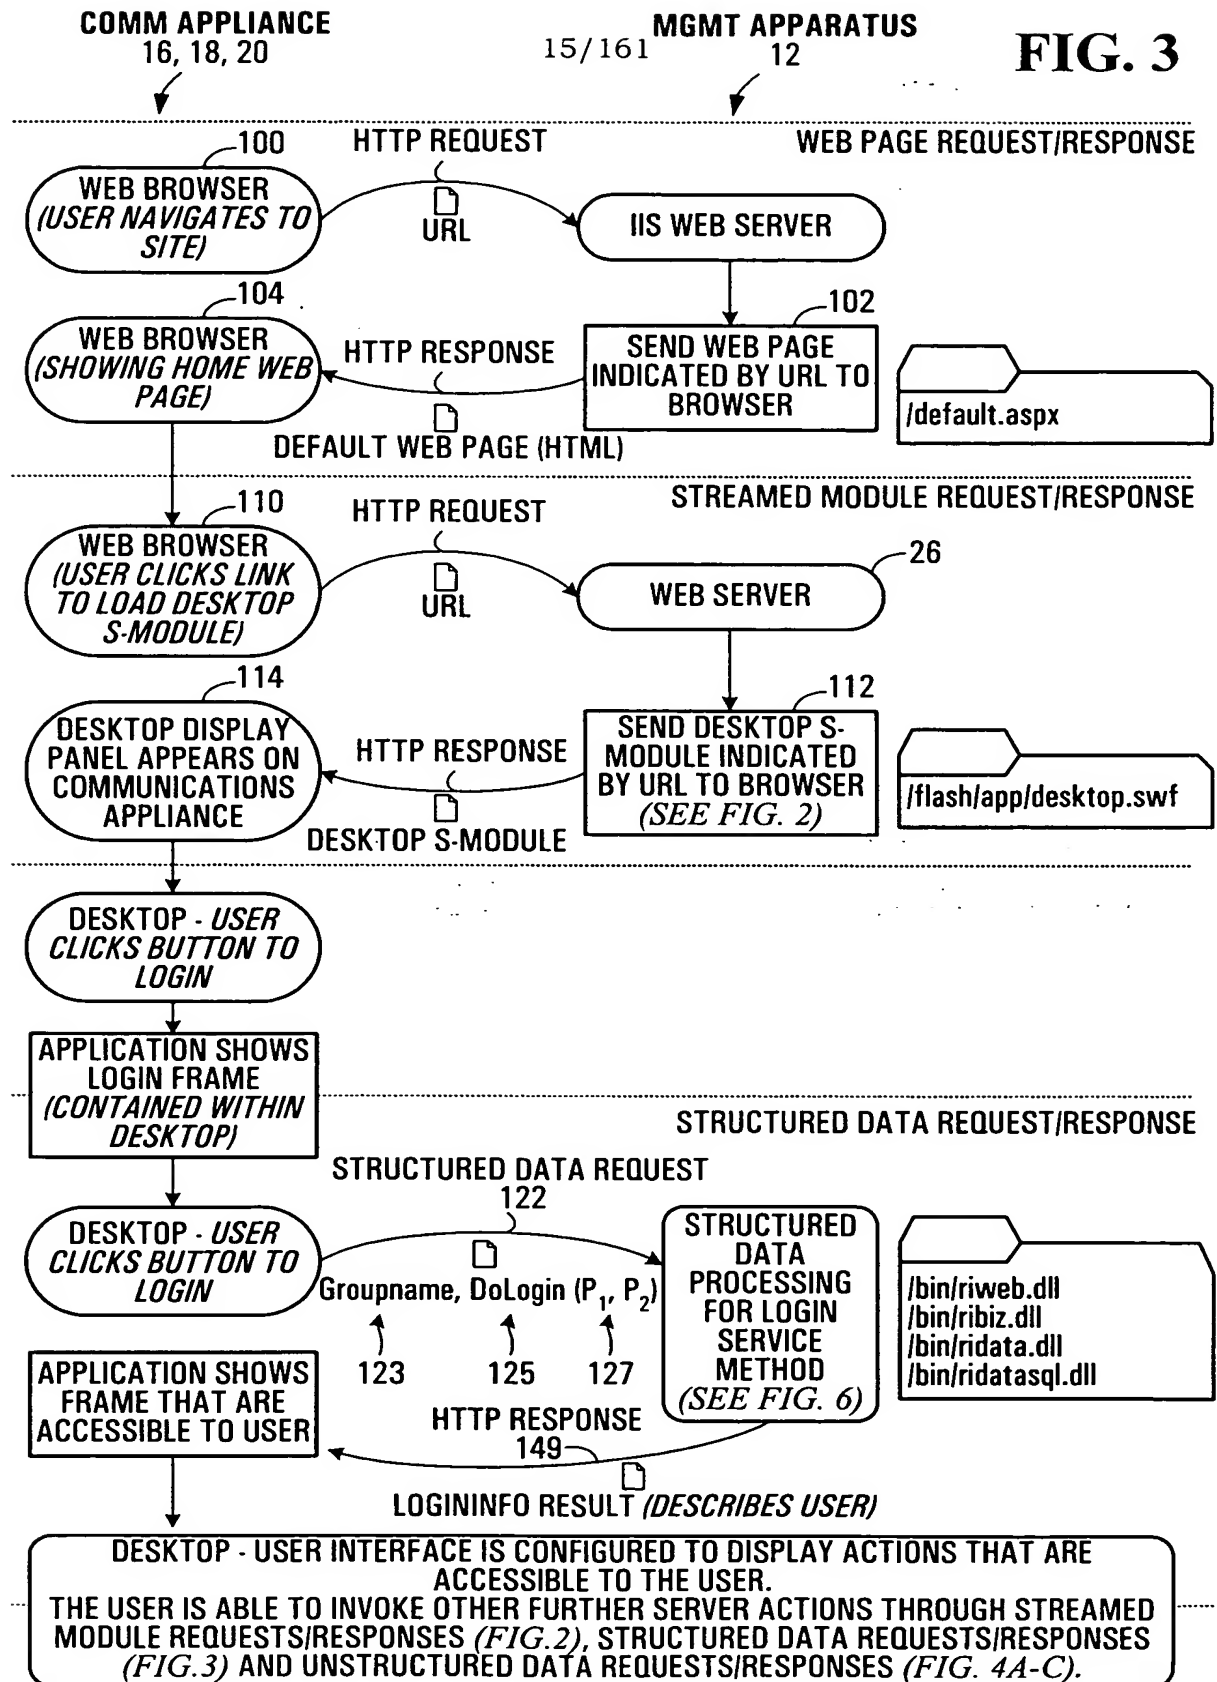 COMM APPLIANCE
16, 18, 20
15/161
MGMT APPARATUS
12
FIG. 3
WEB PAGE REQUEST/RESPONSE
100
WEB BROWSER
(USER NAVIGATES TO
SITE)
HTTP REQUEST
URL
IIS WEB SERVER
104
WEB BROWSER
(SHOWING HOME WEB
PAGE)
HTTP RESPONSE
DEFAULT WEB PAGE (HTML)
102
SEND WEB PAGE
INDICATED BY URL TO
BROWSER
/default.aspx
STREAMED MODULE REQUEST/RESPONSE
110
WEB BROWSER
(USER CLICKS LINK
TO LOAD DESKTOP
S-MODULE)
HTTP REQUEST
URL
26
WEB SERVER
114
DESKTOP DISPLAY
PANEL APPEARS ON
COMMUNICATIONS
APPLIANCE
HTTP RESPONSE
DESKTOP S-MODULE
112
SEND DESKTOP S-
MODULE INDICATED
BY URL TO BROWSER
(SEE FIG. 2)
/flash/app/desktop.swf
DESKTOP - USER
CLICKS BUTTON TO
LOGIN
APPLICATION SHOWS
LOGIN FRAME
(CONTAINED WITHIN
DESKTOP)
STRUCTURED DATA REQUEST/RESPONSE
STRUCTURED DATA REQUEST
122
DESKTOP - USER
CLICKS BUTTON TO
LOGIN
Groupname, DoLogin (P1, P2)
123
125
127
STRUCTURED
DATA
PROCESSING
FOR LOGIN
SERVICE
METHOD
(SEE FIG. 6)
/bin/riweb.dll
/bin/ribiz.dll
/bin/ridata.dll
/bin/ridatasql.dll
APPLICATION SHOWS
FRAME THAT ARE
ACCESSIBLE TO USER
HTTP RESPONSE
149
LOGININFO RESULT (DESCRIBES USER)
DESKTOP - USER INTERFACE IS CONFIGURED TO DISPLAY ACTIONS THAT ARE
ACCESSIBLE TO THE USER.
THE USER IS ABLE TO INVOKE OTHER FURTHER SERVER ACTIONS THROUGH STREAMED
MODULE REQUESTS/RESPONSES (FIG.2), STRUCTURED DATA REQUESTS/RESPONSES
(FIG.3) AND UNSTRUCTURED DATA REQUESTS/RESPONSES (FIG. 4A-C).